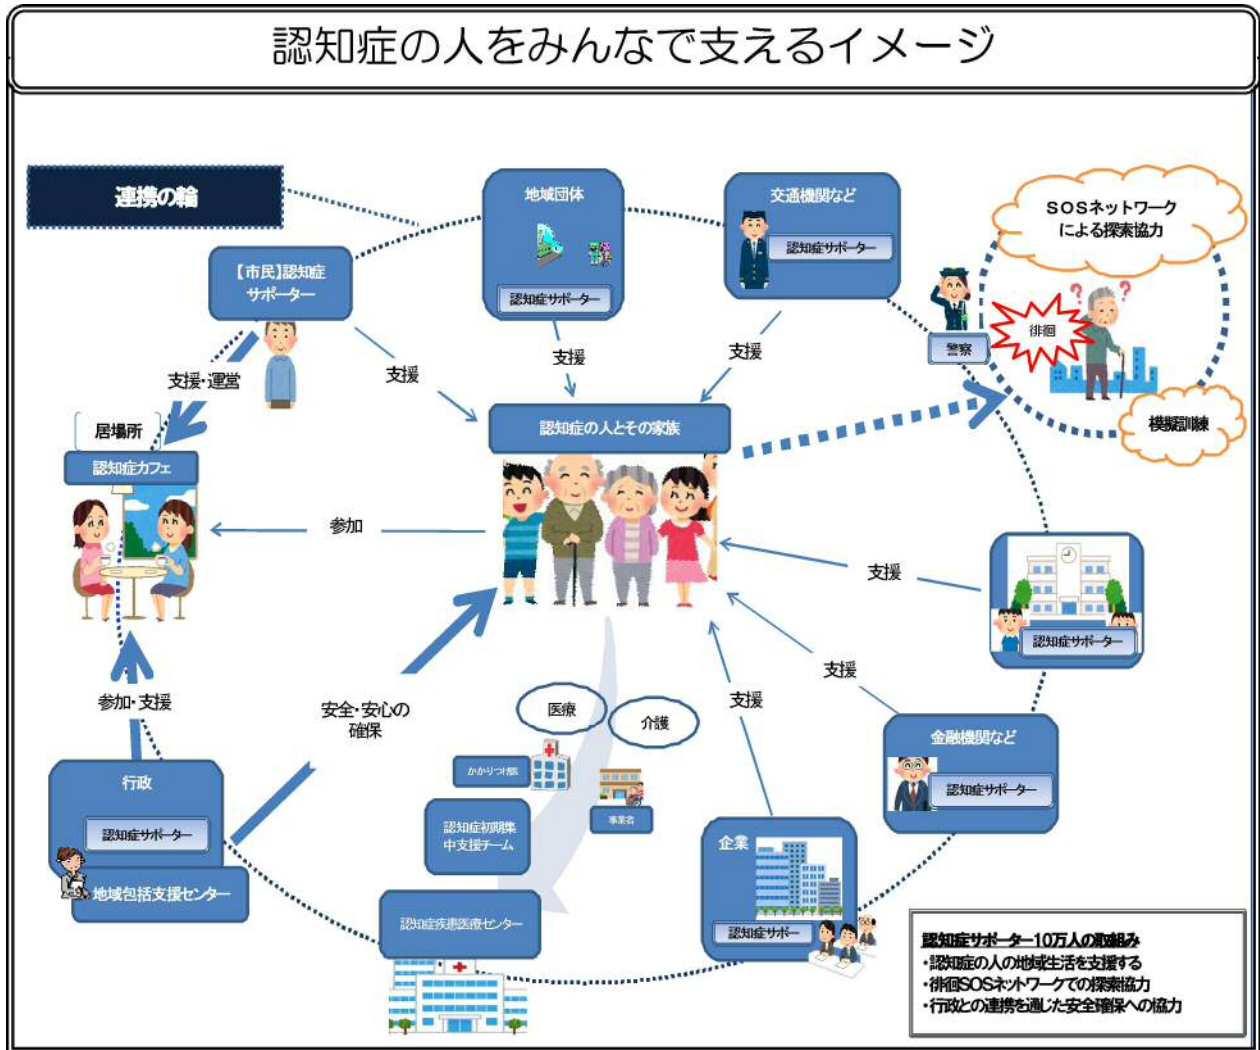 認知症の人をみんなで支えるイメージ
連携の輪
地域団体
認知症サポーター
交通機関など
認知症サポーター
SOSネットワーク
による探索協力
【市民】認知症
サポーター
警察
徘徊
模擬訓練
支援・運営
支援
支援
支援
居場所
認知症カフェ
認知症の人とその家族
参加
支援
認知症サポーター
参加・支援
安全・安心の
確保
医療
介護
支援
支援
かかりつけ医
事業者
金融機関など
認知症サポーター
行政
認知症サポーター
地域包括支援センター
認知症初期集
中支援チーム
企業
認知症サポー
認知症疾患医療センター
認知症サポーター10万人の取組み
・認知症の人の地域生活を支援する
・徘徊SOSネットワークでの探索協力
・行政との連携を通じた安全確保への協力